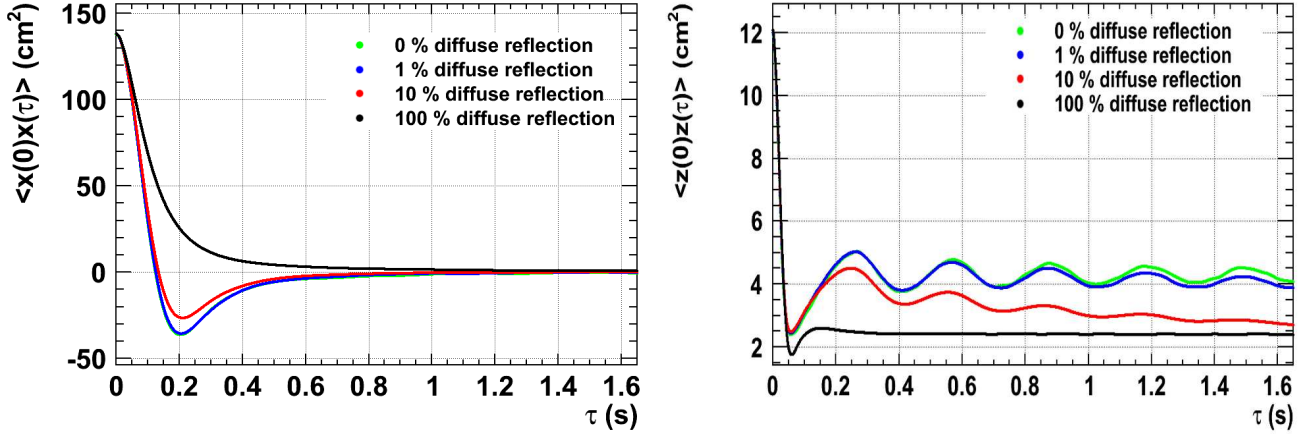 <x(0)x(τ)> (cm²)
150
100
50
0
-50
0 % diffuse reflection
1 % diffuse reflection
10 % diffuse reflection
100 % diffuse reflection
0 0.2 0.4 0.6 0.8 1 1.2 1.4 1.6
τ (s)
<z(0)z(τ)> (cm²)
12
10
8
6
4
2
0 % diffuse reflection
1 % diffuse reflection
10 % diffuse reflection
100 % diffuse reflection
0 0.2 0.4 0.6 0.8 1 1.2 1.4 1.6
τ (s)